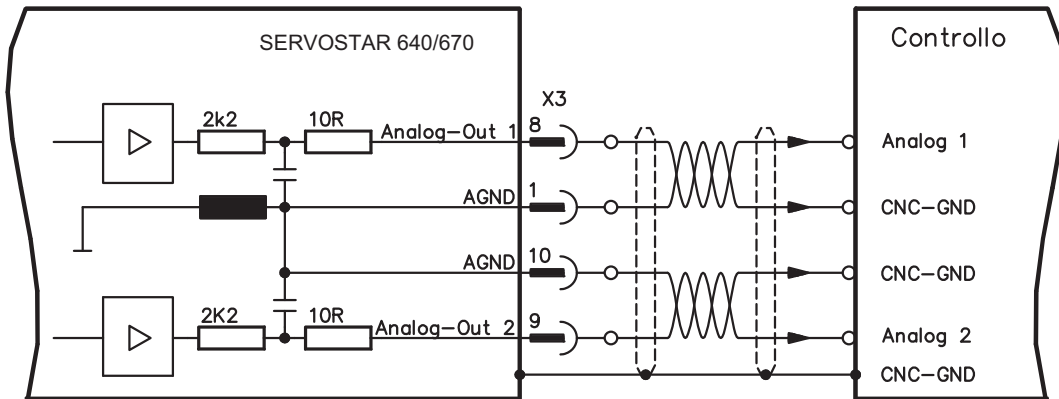 SERVOSTAR 640/670
Controllo
X3
2k2
10R
Analog-Out 1
8
Analog 1
AGND
1
CNC-GND
AGND
10
CNC-GND
2K2
10R
Analog-Out 2
9
Analog 2
CNC-GND